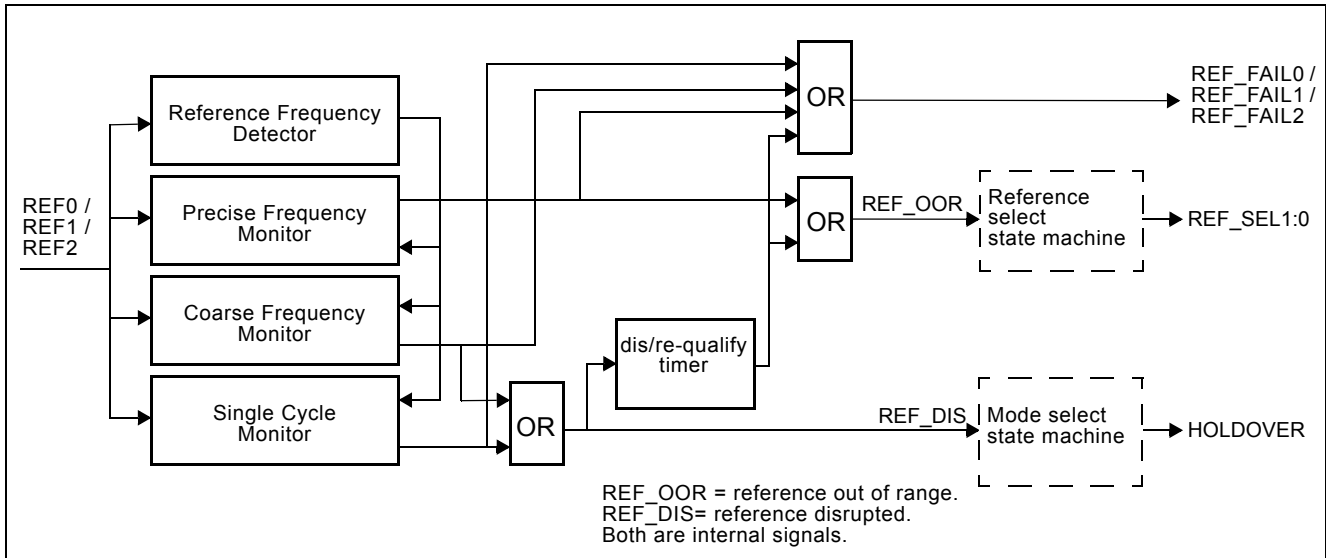 REF0 /
REF1 /
REF2
Reference Frequency
Detector
Precise Frequency
Monitor
Coarse Frequency
Monitor
Single Cycle
Monitor
OR
dis/re-qualify
timer
OR
OR
REF_FAIL0 /
REF_FAIL1 /
REF_FAIL2
REF_OOR
Reference
select
state machine
REF_SEL1:0
REF_DIS
Mode select
state machine
HOLDOVER
REF_OOR = reference out of range.
REF_DIS= reference disrupted.
Both are internal signals.